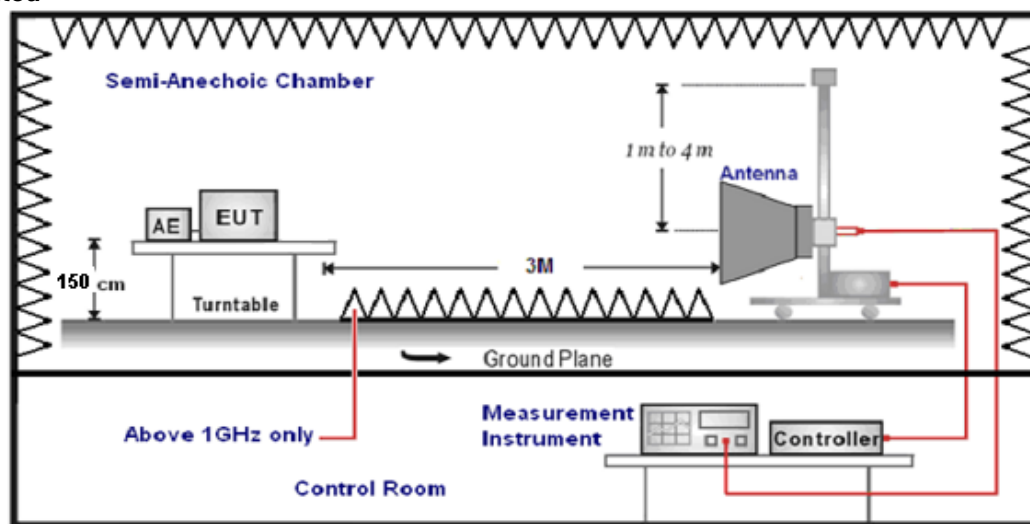 Semi-Anechoic Chamber
1 m to 4 m
Antenna
AE
EUT
3M
150 cm
Turntable
Ground Plane
Above 1GHz only
Measurement
Instrument
Controller
Control Room